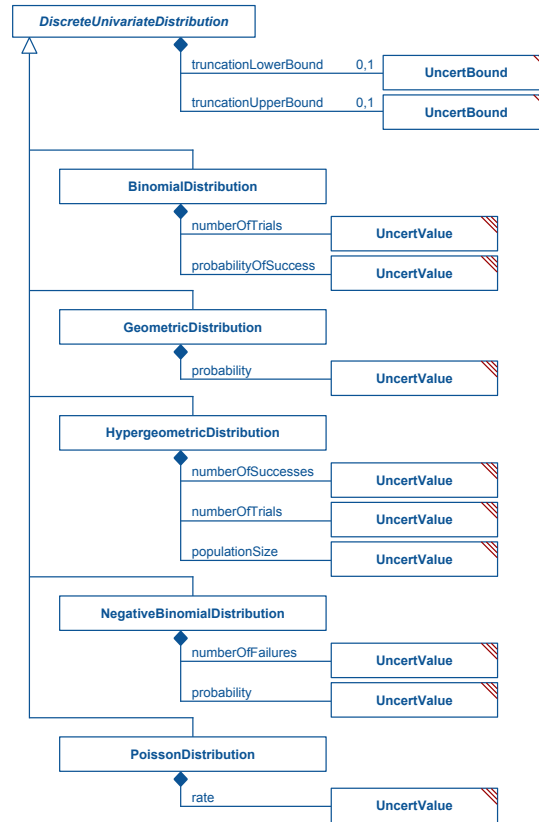 DiscreteUnivariateDistribution
truncationLowerBound 0,1
UncertBound
truncationUpperBound 0,1
UncertBound
BinomialDistribution
numberOfTrials
UncertValue
probabilityOfSuccess
UncertValue
GeometricDistribution
probability
UncertValue
HypergeometricDistribution
numberOfSuccesses
UncertValue
numberOfTrials
UncertValue
populationSize
UncertValue
NegativeBinomialDistribution
numberOfFailures
UncertValue
probability
UncertValue
PoissonDistribution
rate
UncertValue